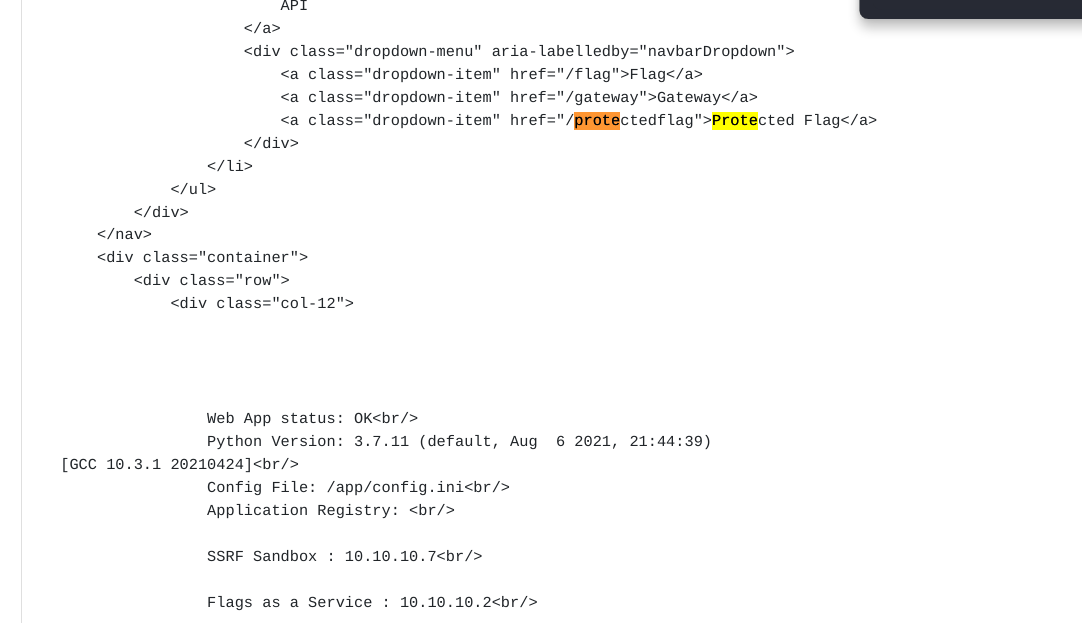 API
</a>
<div class="dropdown-menu" aria-labelledby="navbarDropdown">
<a class="dropdown-item" href="/flag">Flag</a>
<a class="dropdown-item" href="/gateway">Gateway</a>
<a class="dropdown-item" href="/protectedflag">Protected Flag</a>
</div>
</li>
</ul>
</div>
</nav>
<div class="container">
<div class="row">
<div class="col-12">
Web App status: OK<br/>
Python Version: 3.7.11 (default, Aug  6 2021, 21:44:39)
[GCC 10.3.1 20210424]<br/>
Config File: /app/config.ini<br/>
Application Registry: <br/>
SSRF Sandbox : 10.10.10.7<br/>
Flags as a Service : 10.10.10.2<br/>